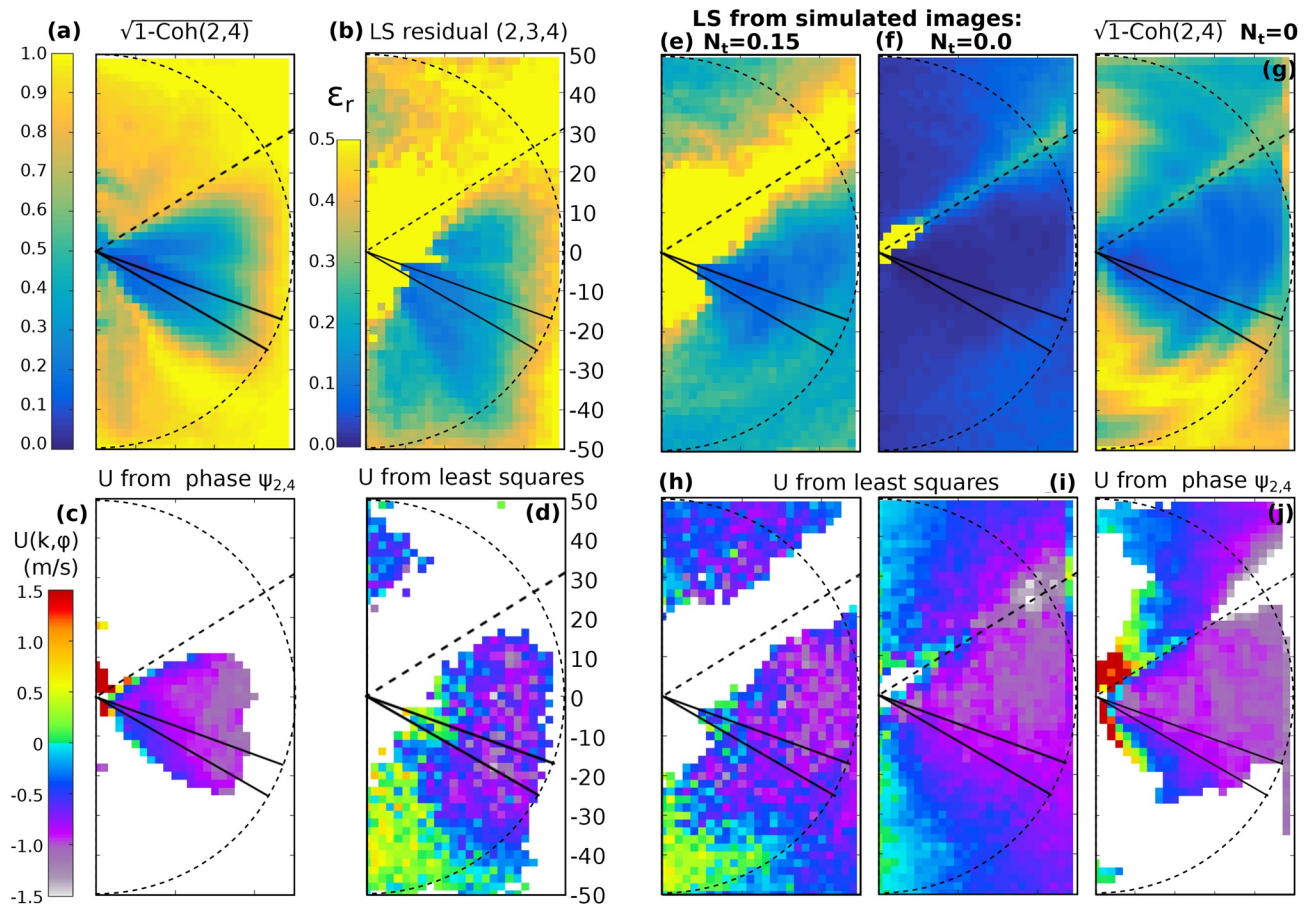 LS from simulated images:
(a) √1-Coh(2,4)
(b) LS residual (2,3,4)
(e) Nt=0.15
(f) Nt=0.0
√1-Coh(2,4) Nt=0
(g)
1.0
0.9
0.8
0.7
0.6
0.5
0.4
0.3
0.2
0.1
0.0
εr
0.5
0.4
0.3
0.2
0.1
0.0
50
40
30
20
10
0
-10
-20
-30
-40
-50
U from phase ψ2,4
U from least squares
(h) U from least squares (i)
U from phase ψ2,4
(c)
(d)
(j)
U(k,φ)
(m/s)
1.5
1.0
0.5
0
-0.5
-1.0
-1.5
50
40
30
20
10
0
-10
-20
-30
-40
-50